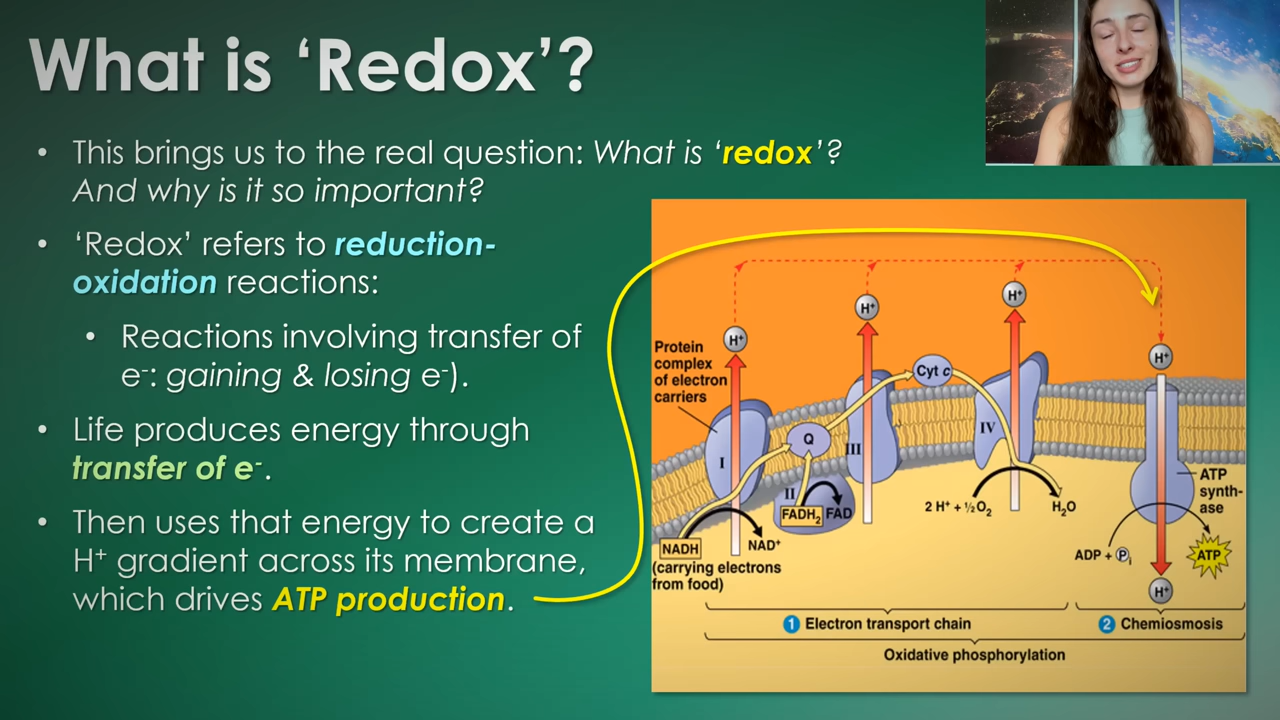 What is ‘Redox’?
• This brings us to the real question: What is ‘redox’?
And why is it so important?
• ‘Redox’ refers to reduction-
oxidation reactions:
• Reactions involving transfer of
e⁻: gaining & losing e⁻).
• Life produces energy through
transfer of e⁻.
• Then uses that energy to create a
H⁺ gradient across its membrane,
which drives ATP production.
H⁺
H⁺
H⁺
H⁺
Protein
complex
of electron
carriers
Cyt c
Q
I
II
III
IV
FADH₂
FAD
2 H⁺ + ½O₂
H₂O
NADH
NAD⁺
(carrying electrons
from food)
ATP
synth-
ase
ADP + Pᵢ
ATP
H⁺
1 Electron transport chain
2 Chemiosmosis
Oxidative phosphorylation